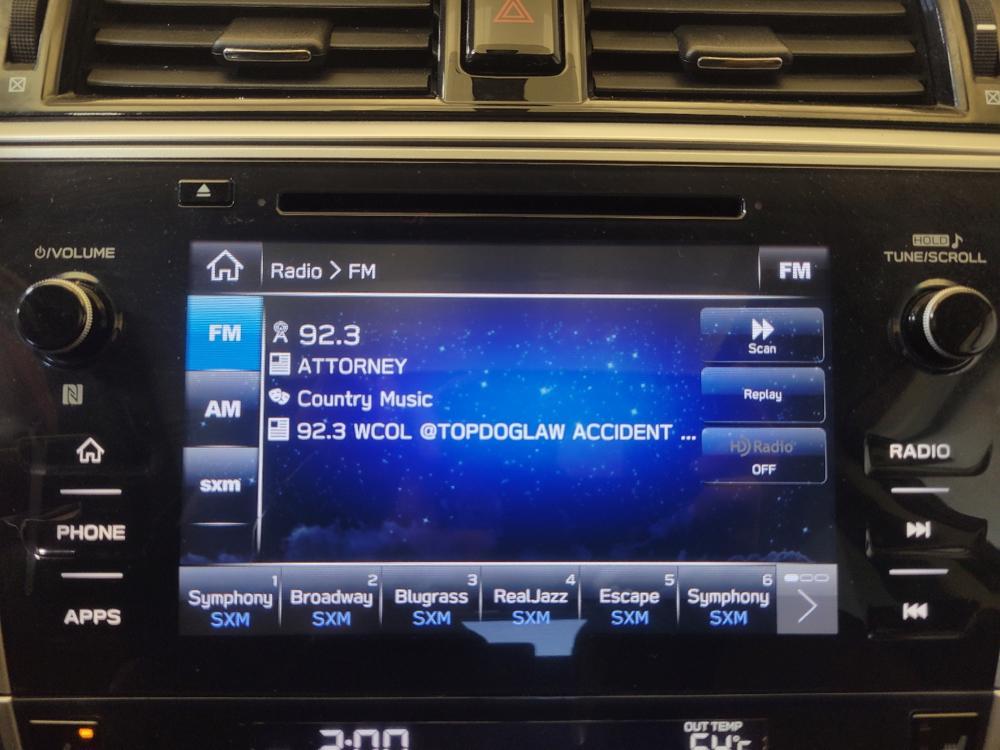 ⏻/VOLUME
HOLD♪
TUNE/SCROLL
Radio > FM
FM
FM
92.3
Scan
ATTORNEY
Country Music
Replay
AM
92.3 WCOL @TOPDOGLAW ACCIDENT ...
HD Radio
OFF
sxm
RADIO
PHONE
APPS
1 2 3 4 5 6
Symphony Broadway Blugrass RealJazz Escape Symphony
SXM SXM SXM SXM SXM SXM
OUT TEMP